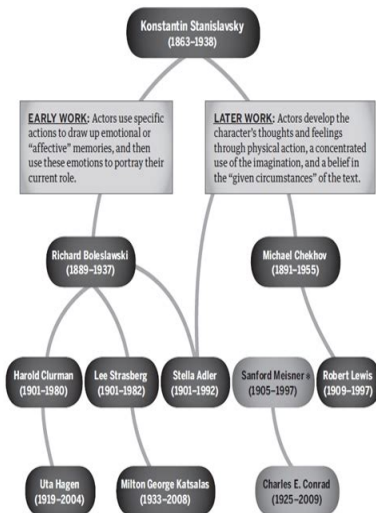 Konstantin Stanislavsky
(1863–1938)
EARLY WORK: Actors use specific
actions to draw up emotional or
“affective” memories, and then
use these emotions to portray their
current role.
LATER WORK: Actors develop the
character's thoughts and feelings
through physical action, a concentrated
use of the imagination, and a belief in
the “given circumstances” of the text.
Richard Boleslawski
(1889–1937)
Michael Chekhov
(1891–1955)
Harold Clurman
(1901–1980)
Lee Strasberg
(1901–1982)
Stella Adler
(1901–1992)
Sanford Meisner*
(1905–1997)
Robert Lewis
(1909–1997)
Uta Hagen
(1919–2004)
Milton George Katsalas
(1933–2008)
Charles E. Conrad
(1925–2009)